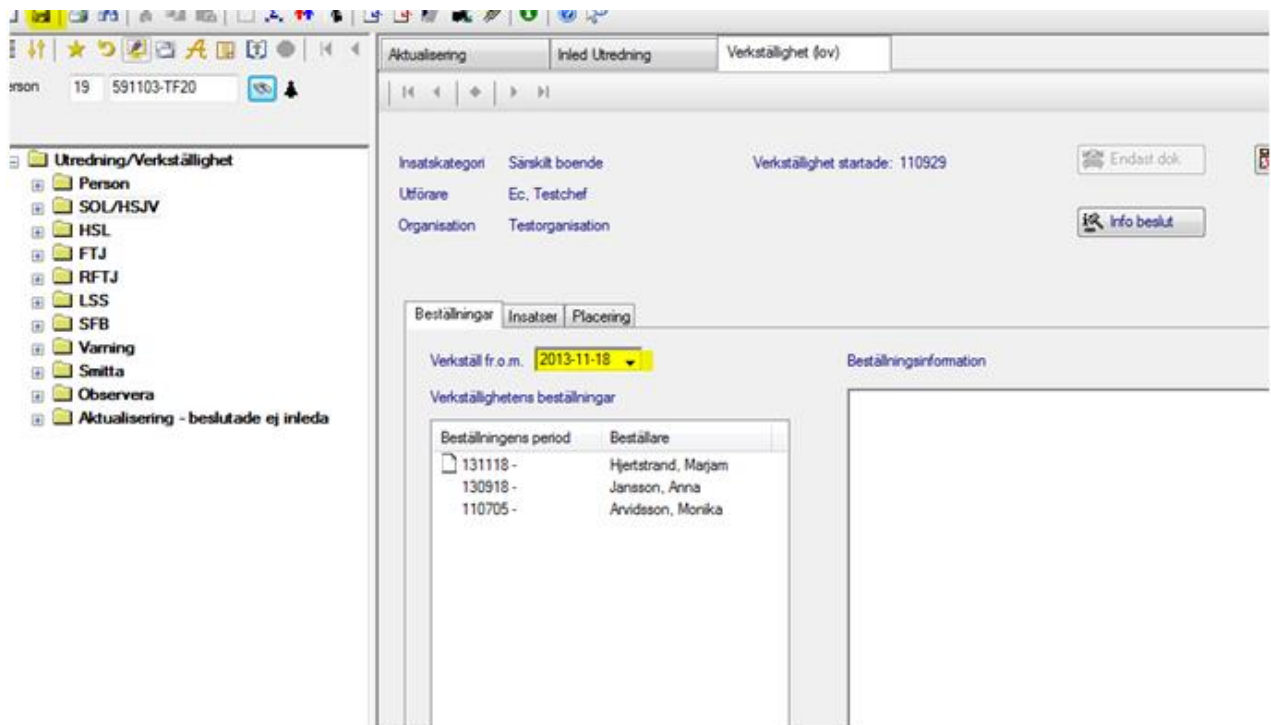 Aktualisering Inled Utredning Verkställighet (lov)
erson 19 591103-TF20
Utredning/Verkställighet
Person
SOL/HSJV
HSL
FTJ
RFTJ
LSS
SFB
Varning
Smitta
Observera
Aktualisering - beslutade ej inleda
Insatskategori Särskilt boende Verkställighet startade: 110929 Endast dok
Utförare Ec, Testchef
Organisation Testorganisation Info beslut
Beställningar Insatser Placering
Verkställ fr.o.m. 2013-11-18 Beställningsinformation
Verkställighetens beställningar
Beställningens period Beställare
131118 - Hjertstrand, Marjam
130918 - Jansson, Anna
110705 - Arvidsson, Monika